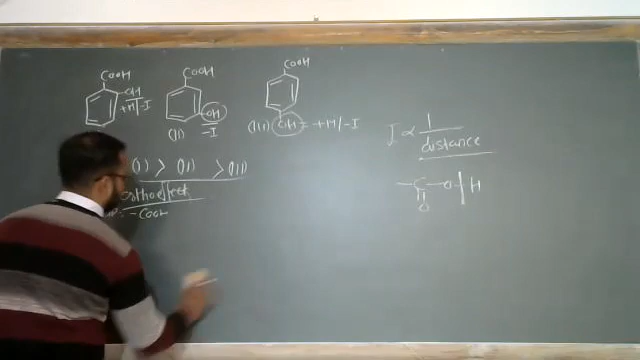 COOH
OH
+M/-I
COOH
OH
(II) -I
COOH
(III) OH = +M/-I
I ∝ 1/distance
(I) > (II) > (III)
Ortho effect
-COOH
-C-O-H
O